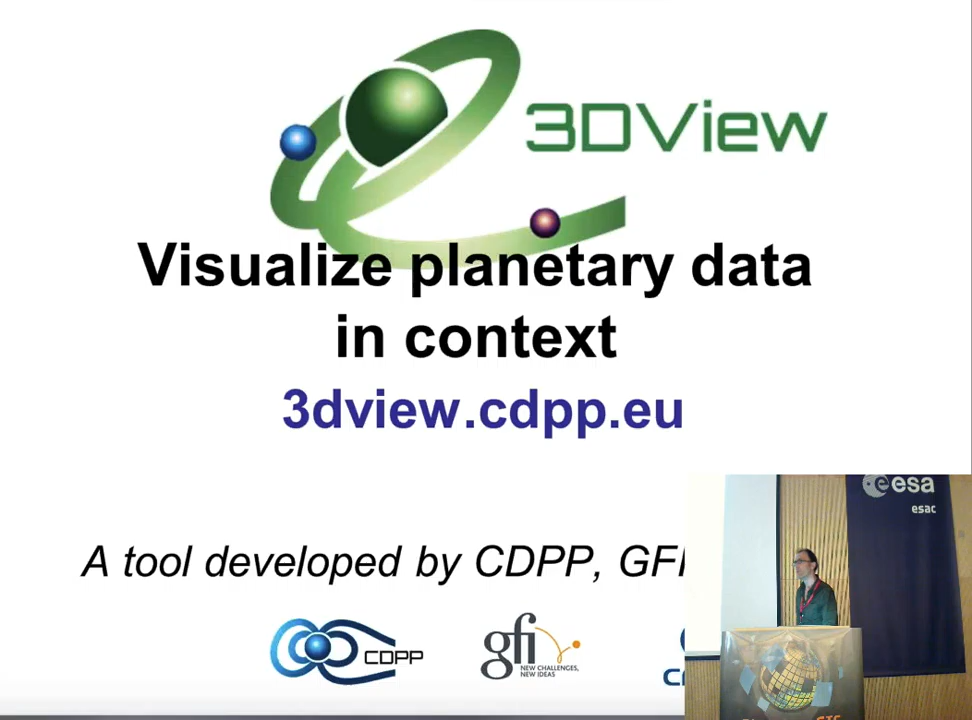 3DView
Visualize planetary data
in context
3dview.cdpp.eu
A tool developed by CDPP,
CDPP
gfi
NEW CHALLENGES,
NEW IDEAS
esa
esac